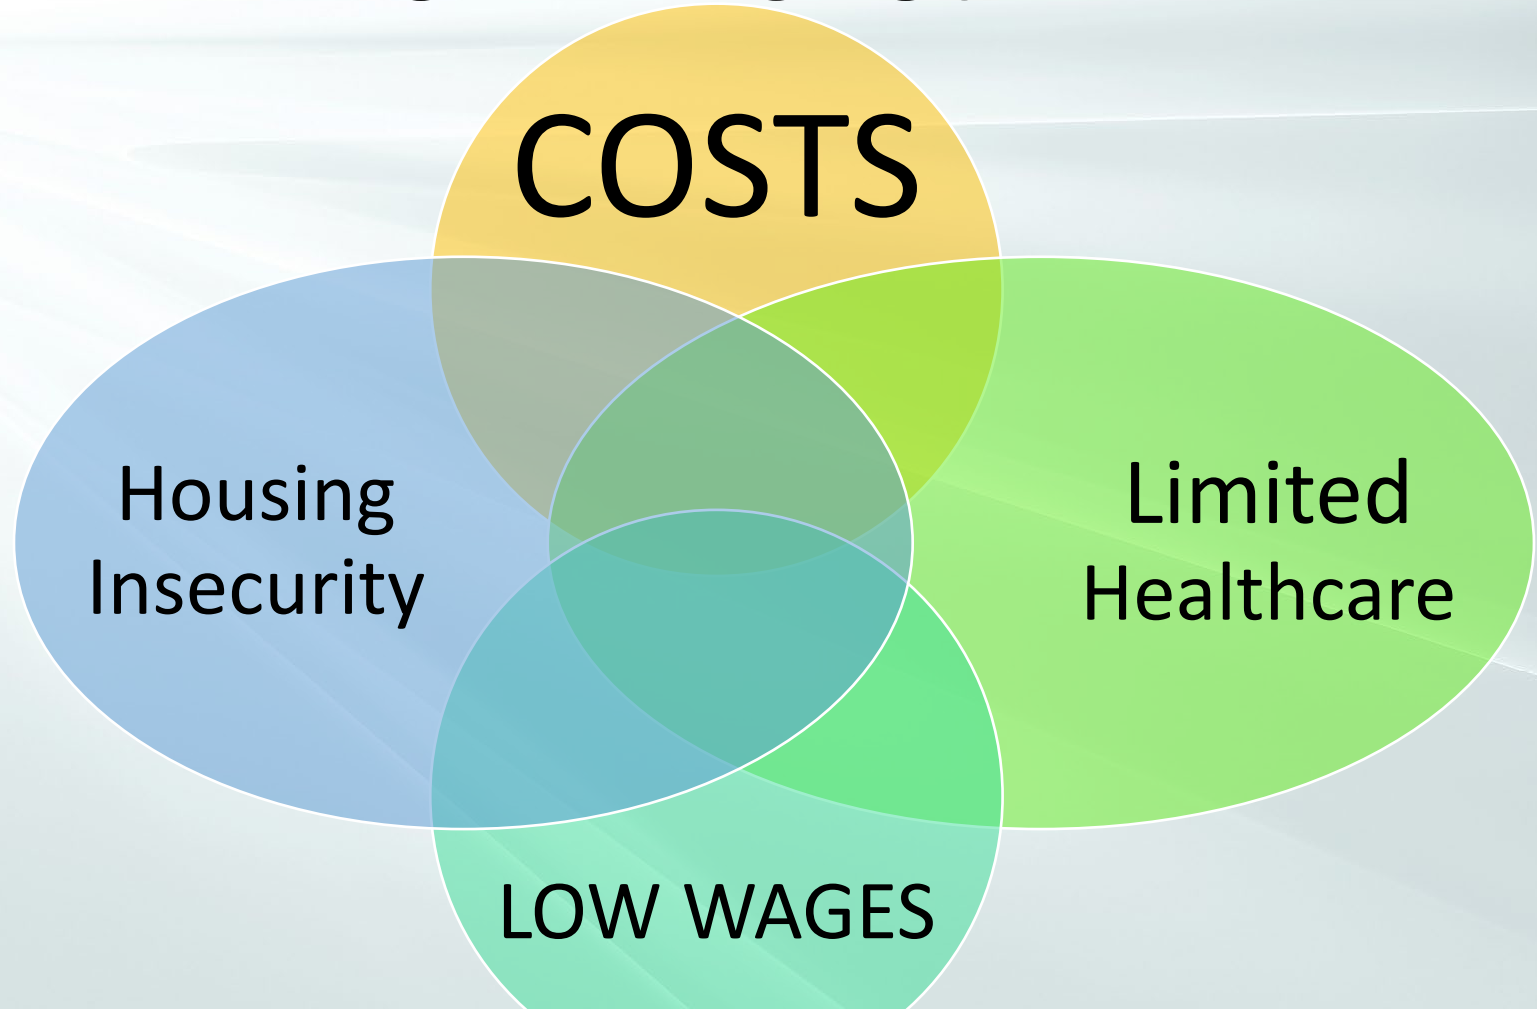 COSTS
Housing
Insecurity
Limited
Healthcare
LOW WAGES